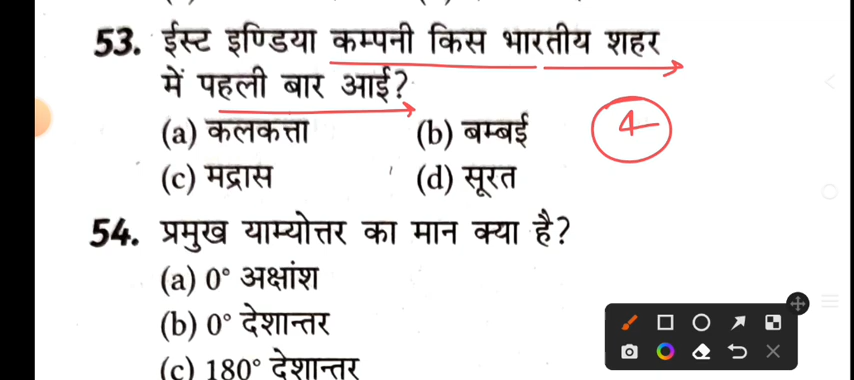 53. ईस्ट इण्डिया कम्पनी किस भारतीय शहर
में पहली बार आई?
(a) कलकत्ता (b) बम्बई
4
(c) मद्रास (d) सूरत
54. प्रमुख याम्योत्तर का मान क्या है?
(a) 0° अक्षांश
(b) 0° देशान्तर
(c) 180° देशान्तर